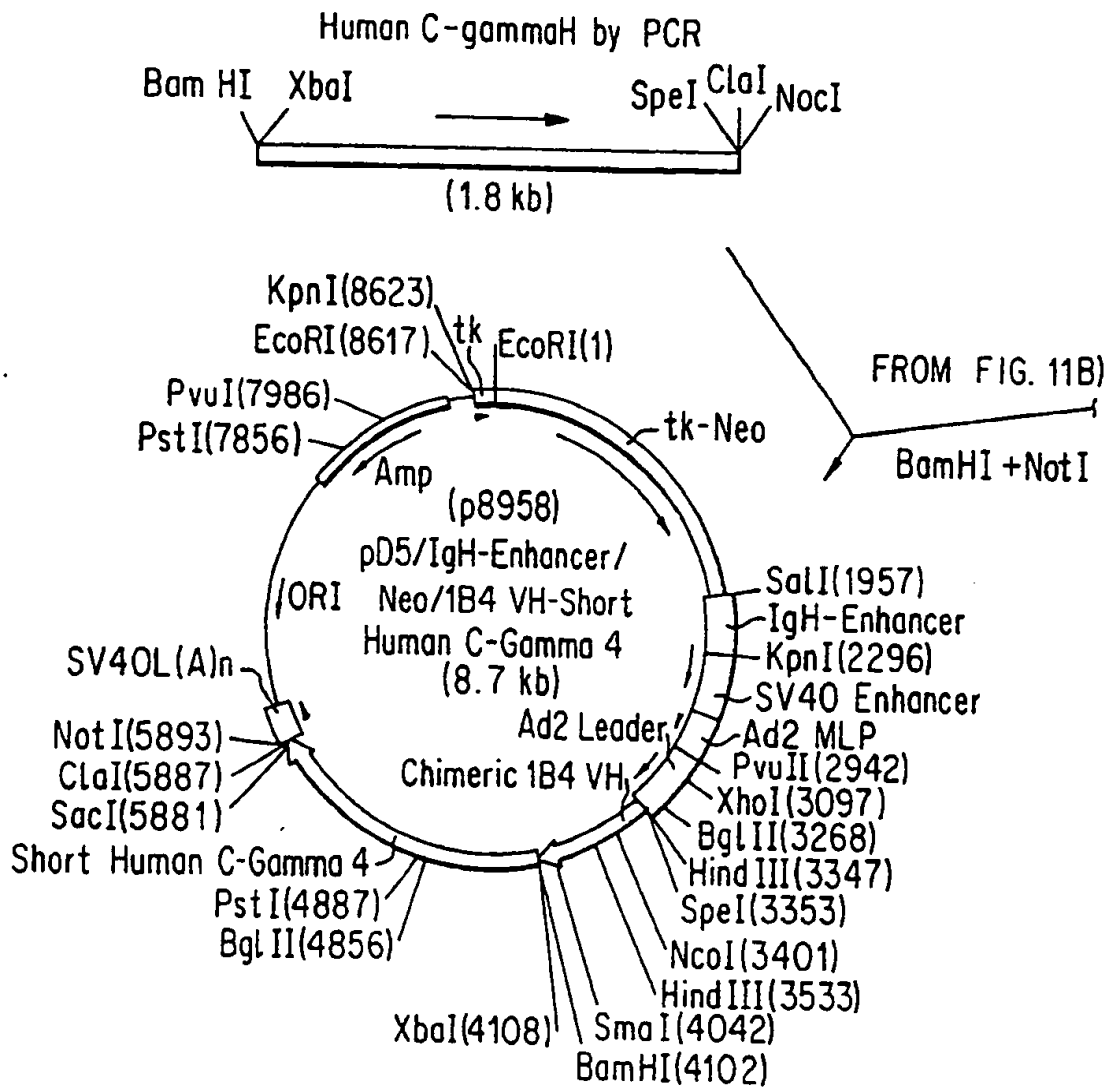 Human C-gammaH by PCR
Bam HI
XbaI
SpeI
ClaI
NocI
(1.8 kb)
KpnI(8623)
EcoRI(8617)
tk
EcoRI(1)
PvuI(7986)
PstI(7856)
Amp
tk-Neo
FROM FIG. 11B)
BamHI +NotI
(p8958)
pD5/IgH-Enhancer/
Neo/1B4 VH-Short
Human C-Gamma 4
(8.7 kb)
ORI
SalI(1957)
IgH-Enhancer
KpnI(2296)
SV40 Enhancer
Ad2 Leader
Ad2 MLP
PvuII(2942)
Chimeric 1B4 VH
XhoI(3097)
BglII(3268)
HindIII(3347)
SpeI(3353)
NcoI(3401)
HindIII(3533)
SmaI(4042)
BamHI(4102)
XbaI(4108)
SV40L(A)n
NotI(5893)
ClaI(5887)
SacI(5881)
Short Human C-Gamma 4
PstI(4887)
BglII(4856)